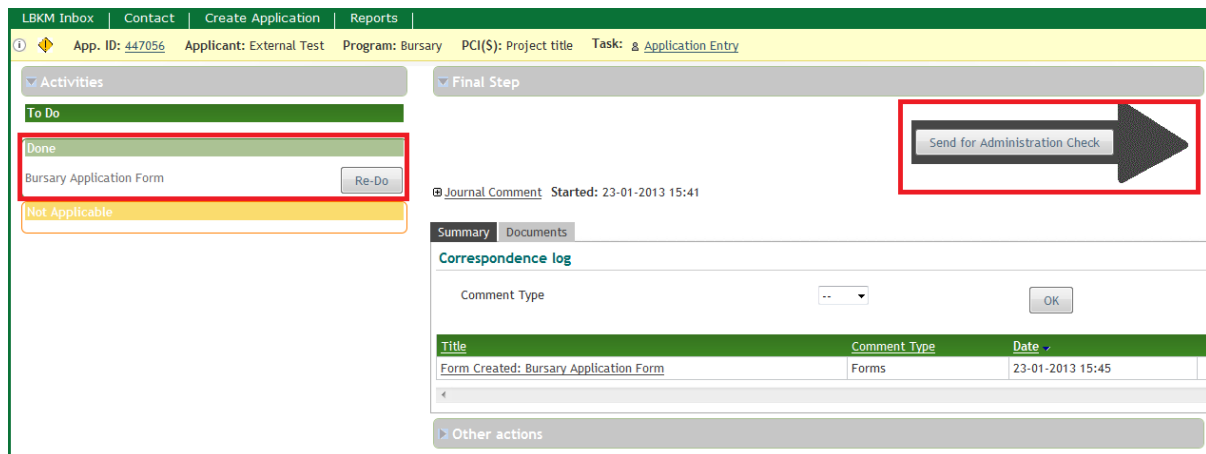 LBKM Inbox | Contact | Create Application | Reports |
App. ID: 447056 Applicant: External Test Program: Bursary PCI($): Project title Task: Application Entry
Activities
To Do
Done
Bursary Application Form Re-Do
Not Applicable
Final Step
Send for Administration Check
Journal Comment Started: 23-01-2013 15:41
Summary Documents
Correspondence log
Comment Type -- OK
Title Comment Type Date
Form Created: Bursary Application Form Forms 23-01-2013 15:45
Other actions